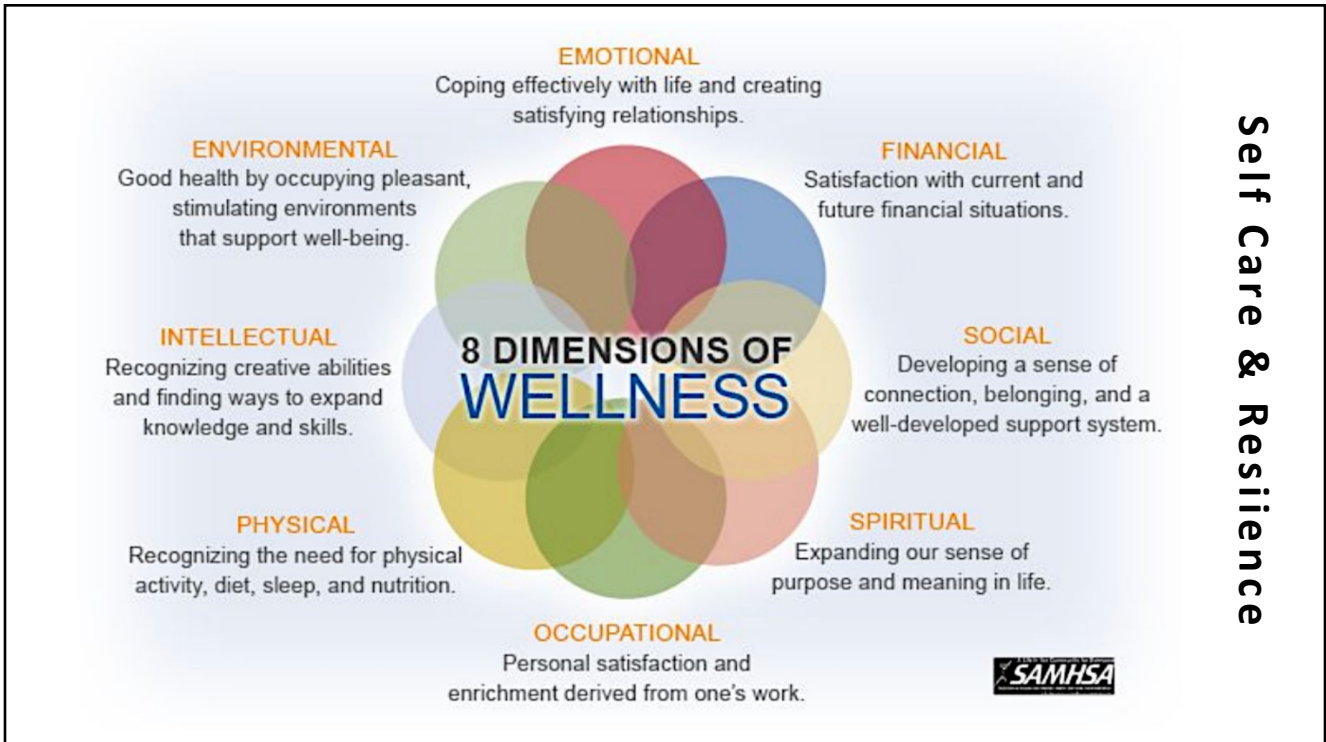 EMOTIONAL
Coping effectively with life and creating
satisfying relationships.
ENVIRONMENTAL
Good health by occupying pleasant,
stimulating environments
that support well-being.
FINANCIAL
Satisfaction with current and
future financial situations.
INTELLECTUAL
Recognizing creative abilities
and finding ways to expand
knowledge and skills.
8 DIMENSIONS OF
WELLNESS
SOCIAL
Developing a sense of
connection, belonging, and a
well-developed support system.
PHYSICAL
Recognizing the need for physical
activity, diet, sleep, and nutrition.
SPIRITUAL
Expanding our sense of
purpose and meaning in life.
OCCUPATIONAL
Personal satisfaction and
enrichment derived from one's work.
SAMHSA
Self Care & Resiience